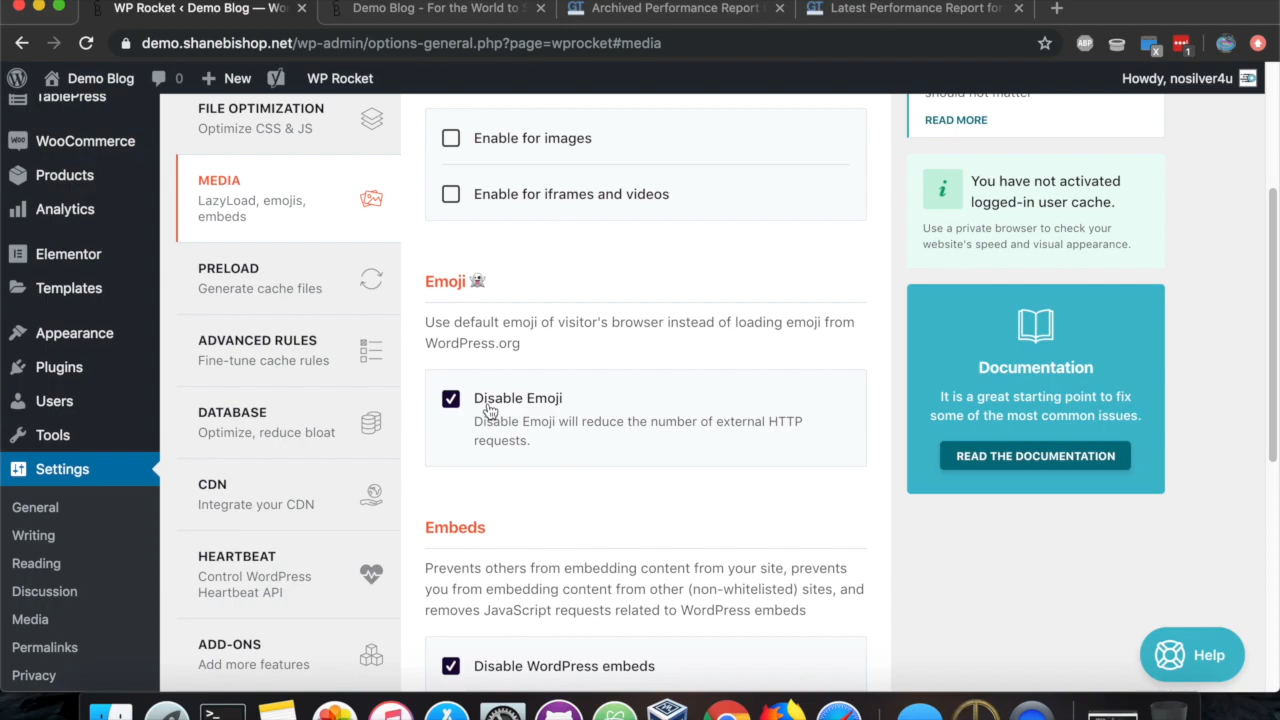 WP Rocket ‹ Demo Blog — Wo
Demo Blog - For the World to S
Archived Performance Report
Latest Performance Report for
demo.shanebishop.net/wp-admin/options-general.php?page=wprocket#media
ABP
x
1
Demo Blog
0
New
WP Rocket
Howdy, nosilver4u
TablePress
WooCommerce
Products
Analytics
Elementor
Templates
Appearance
Plugins
Users
Tools
Settings
General
Writing
Reading
Discussion
Media
Permalinks
Privacy
FILE OPTIMIZATION
Optimize CSS & JS
MEDIA
LazyLoad, emojis,
embeds
PRELOAD
Generate cache files
ADVANCED RULES
Fine-tune cache rules
DATABASE
Optimize, reduce bloat
CDN
Integrate your CDN
HEARTBEAT
Control WordPress
Heartbeat API
ADD-ONS
Add more features
Enable for images
Enable for iframes and videos
Emoji 👻
Use default emoji of visitor's browser instead of loading emoji from
WordPress.org
Disable Emoji
Disable Emoji will reduce the number of external HTTP
requests.
Embeds
Prevents others from embedding content from your site, prevents
you from embedding content from other (non-whitelisted) sites, and
removes JavaScript requests related to WordPress embeds
Disable WordPress embeds
should not matter
READ MORE
You have not activated
logged-in user cache.
Use a private browser to check your
website's speed and visual appearance.
Documentation
It is a great starting point to fix
some of the most common issues.
READ THE DOCUMENTATION
Help